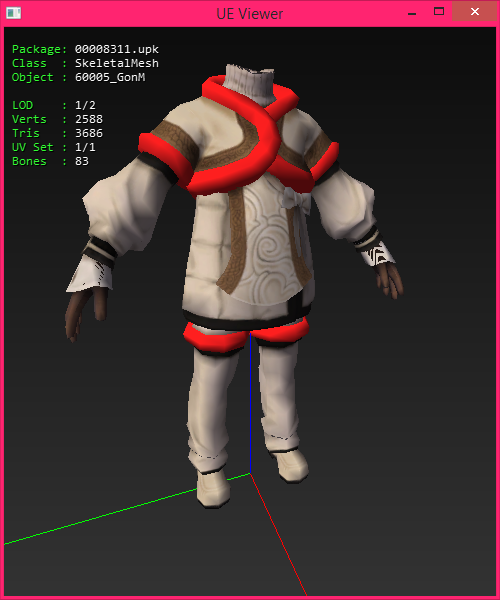 UE Viewer
Package: 00008311.upk
Class  : SkeletalMesh
Object : 60005_GonM
LOD    : 1/2
Verts  : 2588
Tris   : 3686
UV Set : 1/1
Bones  : 83